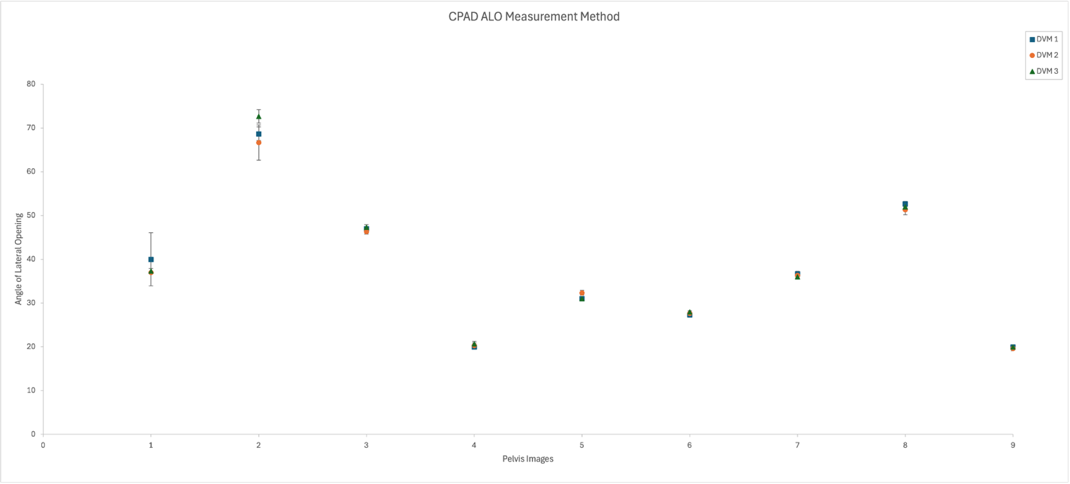 CPAD ALO Measurement Method
DVM 1
DVM 2
DVM 3
80
70
60
50
40
30
20
10
0
Angle of Lateral Opening
0 1 2 3 4 5 6 7 8 9
Pelvis Images